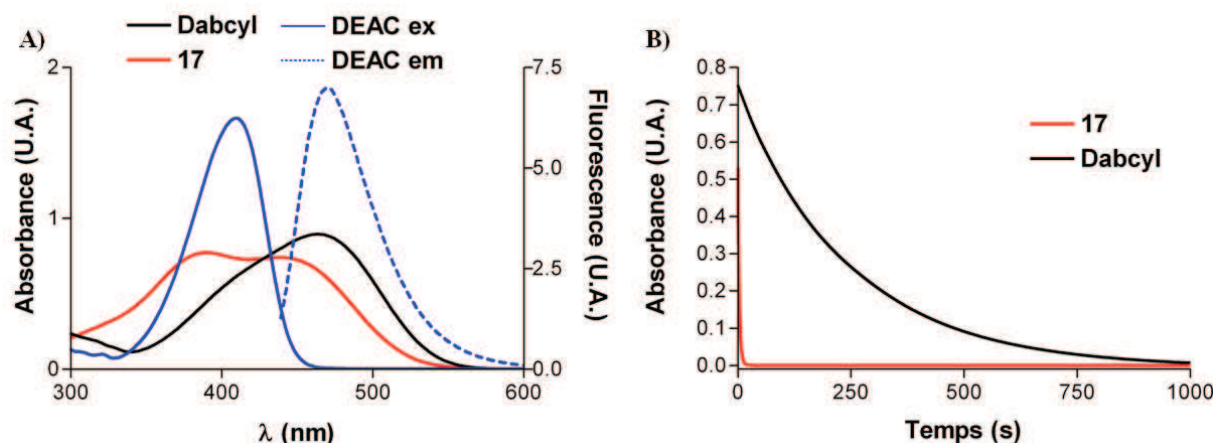 A)
Dabcyl
DEAC ex
17
DEAC em
2
1
0
Absorbance (U.A.)
7.5
5.0
2.5
0.0
Fluorescence (U.A.)
300
400
500
600
λ (nm)
B)
0.8
0.7
0.6
0.5
0.4
0.3
0.2
0.1
0.0
Absorbance (U.A.)
17
Dabcyl
0
250
500
750
1000
Temps (s)